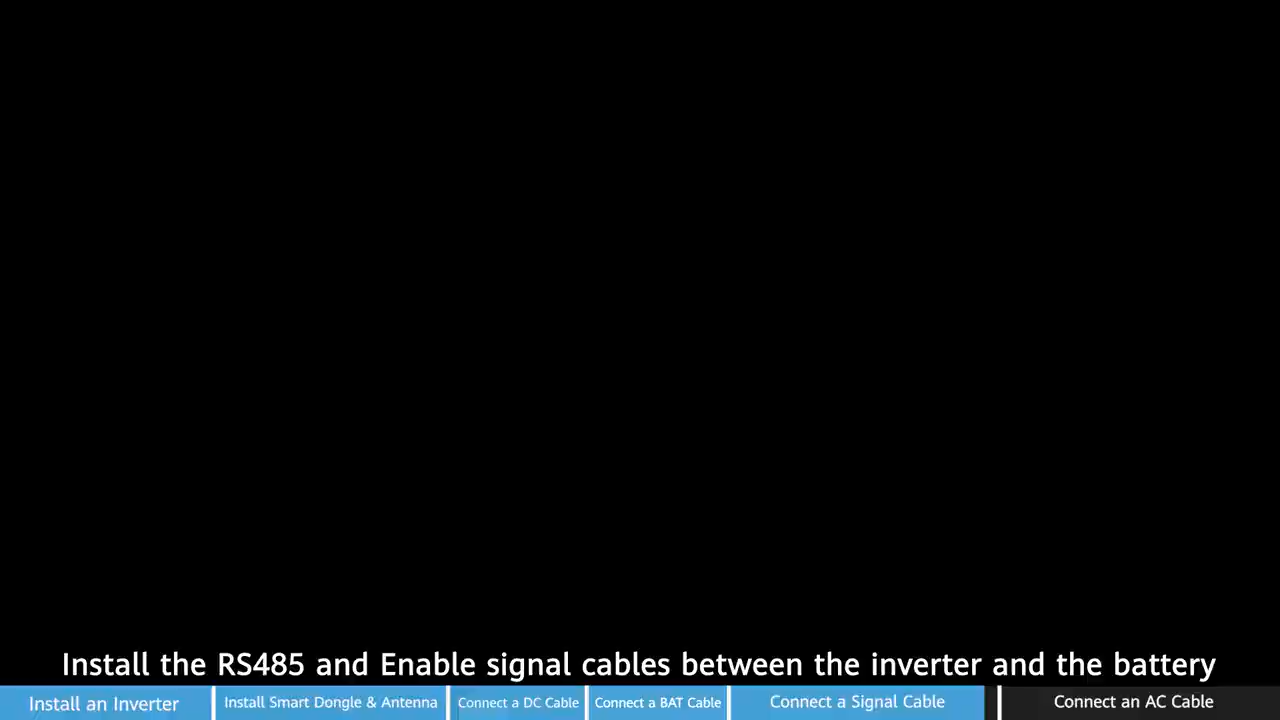 Install the RS485 and Enable signal cables between the inverter and the battery
Install an Inverter
Install Smart Dongle & Antenna
Connect a DC Cable
Connect a BAT Cable
Connect a Signal Cable
Connect an AC Cable